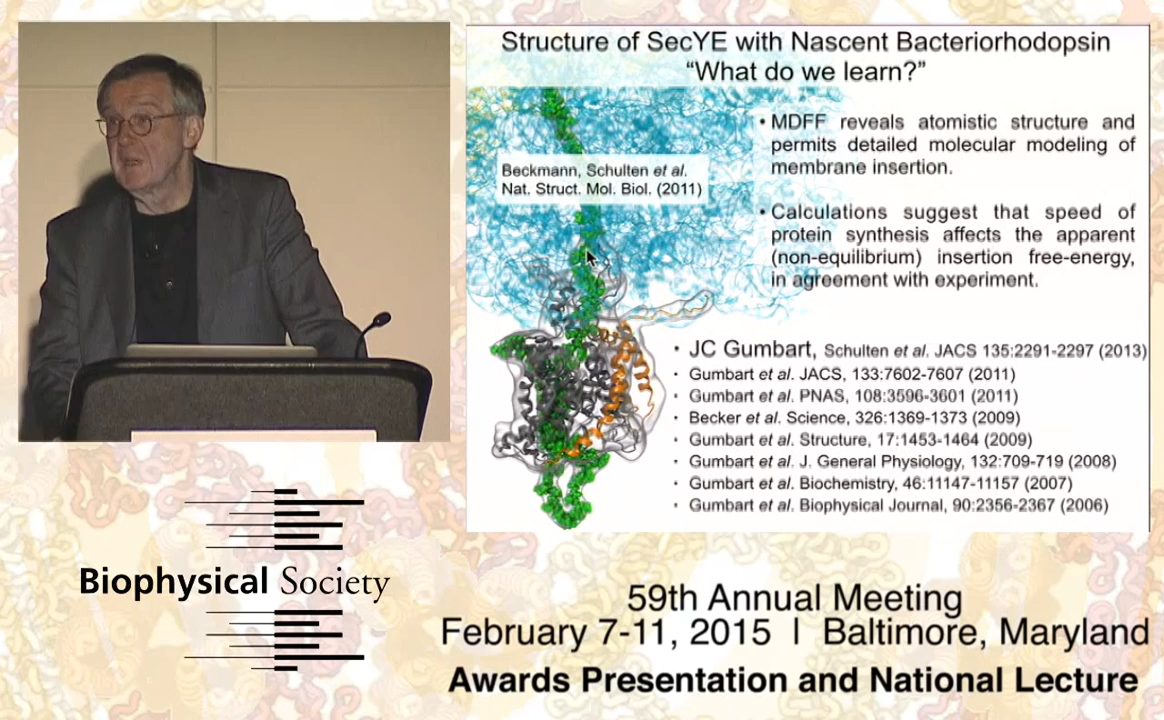 Structure of SecYE with Nascent Bacteriorhodopsin
“What do we learn?”
Beckmann, Schulten et al.
Nat. Struct. Mol. Biol. (2011)
• MDFF reveals atomistic structure and
permits detailed molecular modeling of
membrane insertion.
• Calculations suggest that speed of
protein synthesis affects the apparent
(non-equilibrium) insertion free-energy,
in agreement with experiment.
• JC Gumbart, Schulten et al. JACS 135:2291-2297 (2013)
• Gumbart et al. JACS, 133:7602-7607 (2011)
• Gumbart et al. PNAS, 108:3596-3601 (2011)
• Becker et al. Science, 326:1369-1373 (2009)
• Gumbart et al. Structure, 17:1453-1464 (2009)
• Gumbart et al. J. General Physiology, 132:709-719 (2008)
• Gumbart et al. Biochemistry, 46:11147-11157 (2007)
• Gumbart et al. Biophysical Journal, 90:2356-2367 (2006)
Biophysical Society
59th Annual Meeting
February 7-11, 2015 | Baltimore, Maryland
Awards Presentation and National Lecture